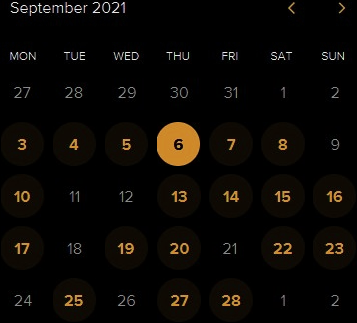 September 2021
MON TUE WED THU FRI SAT SUN
27 28 29 30 31 1 2
3 4 5 6 7 8 9
10 11 12 13 14 15 16
17 18 19 20 21 22 23
24 25 26 27 28 1 2